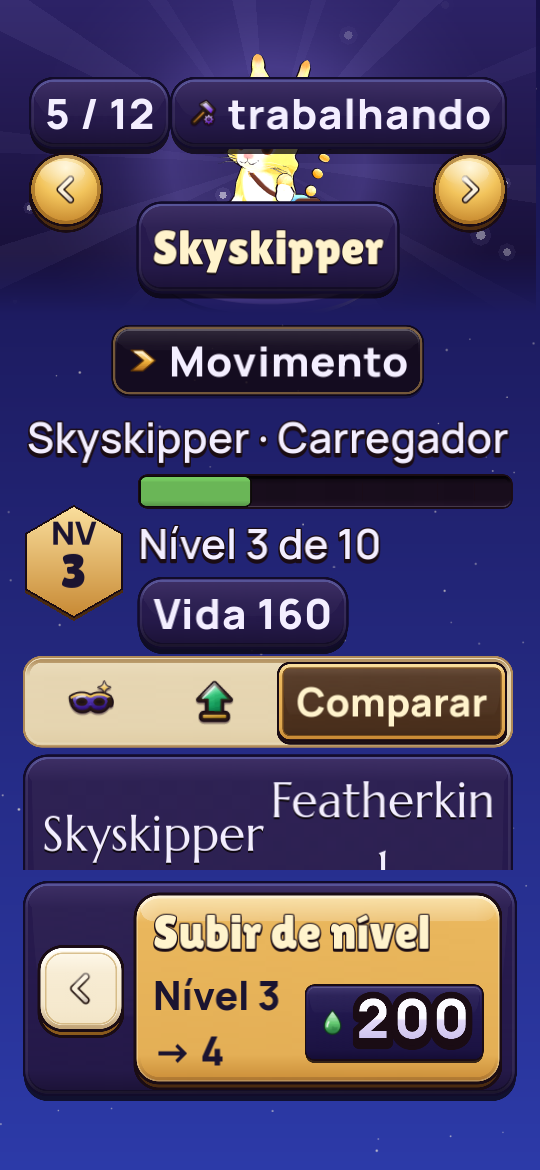 5 / 12
trabalhando
Skyskipper
Movimento
Skyskipper · Carregador
NV
3
Nível 3 de 10
Vida 160
Comparar
Skyskipper
Featherkin
1
Subir de nível
Nível 3
→ 4
200